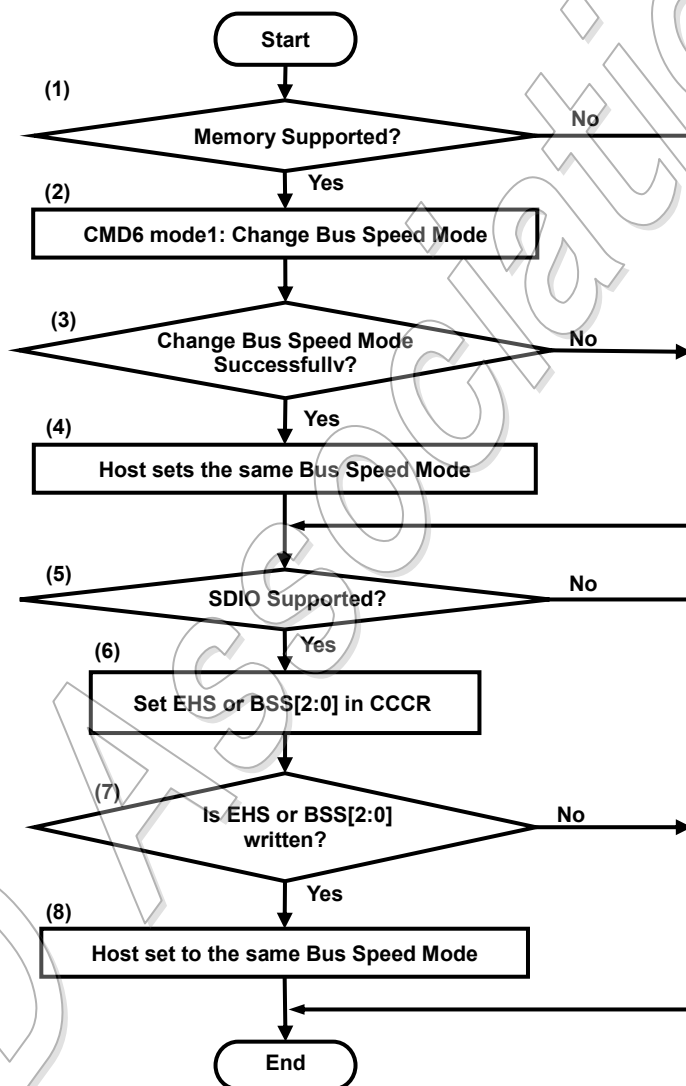 Start
(1)
Memory Supported?
No
Yes
(2)
CMD6 mode1: Change Bus Speed Mode
(3)
Change Bus Speed Mode
Successfully?
No
Yes
(4)
Host sets the same Bus Speed Mode
(5)
SDIO Supported?
No
Yes
(6)
Set EHS or BSS[2:0] in CCCR
(7)
Is EHS or BSS[2:0]
written?
No
Yes
(8)
Host set to the same Bus Speed Mode
End
D Associatio